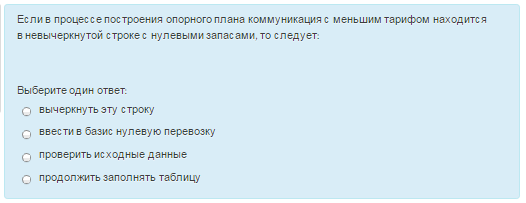 Если в процессе построения опорного плана коммуникация с меньшим тарифом находится
в невычеркнутой строке с нулевыми запасами, то следует:
Выберите один ответ:
вычеркнуть эту строку
ввести в базис нулевую перевозку
проверить исходные данные
продолжить заполнять таблицу